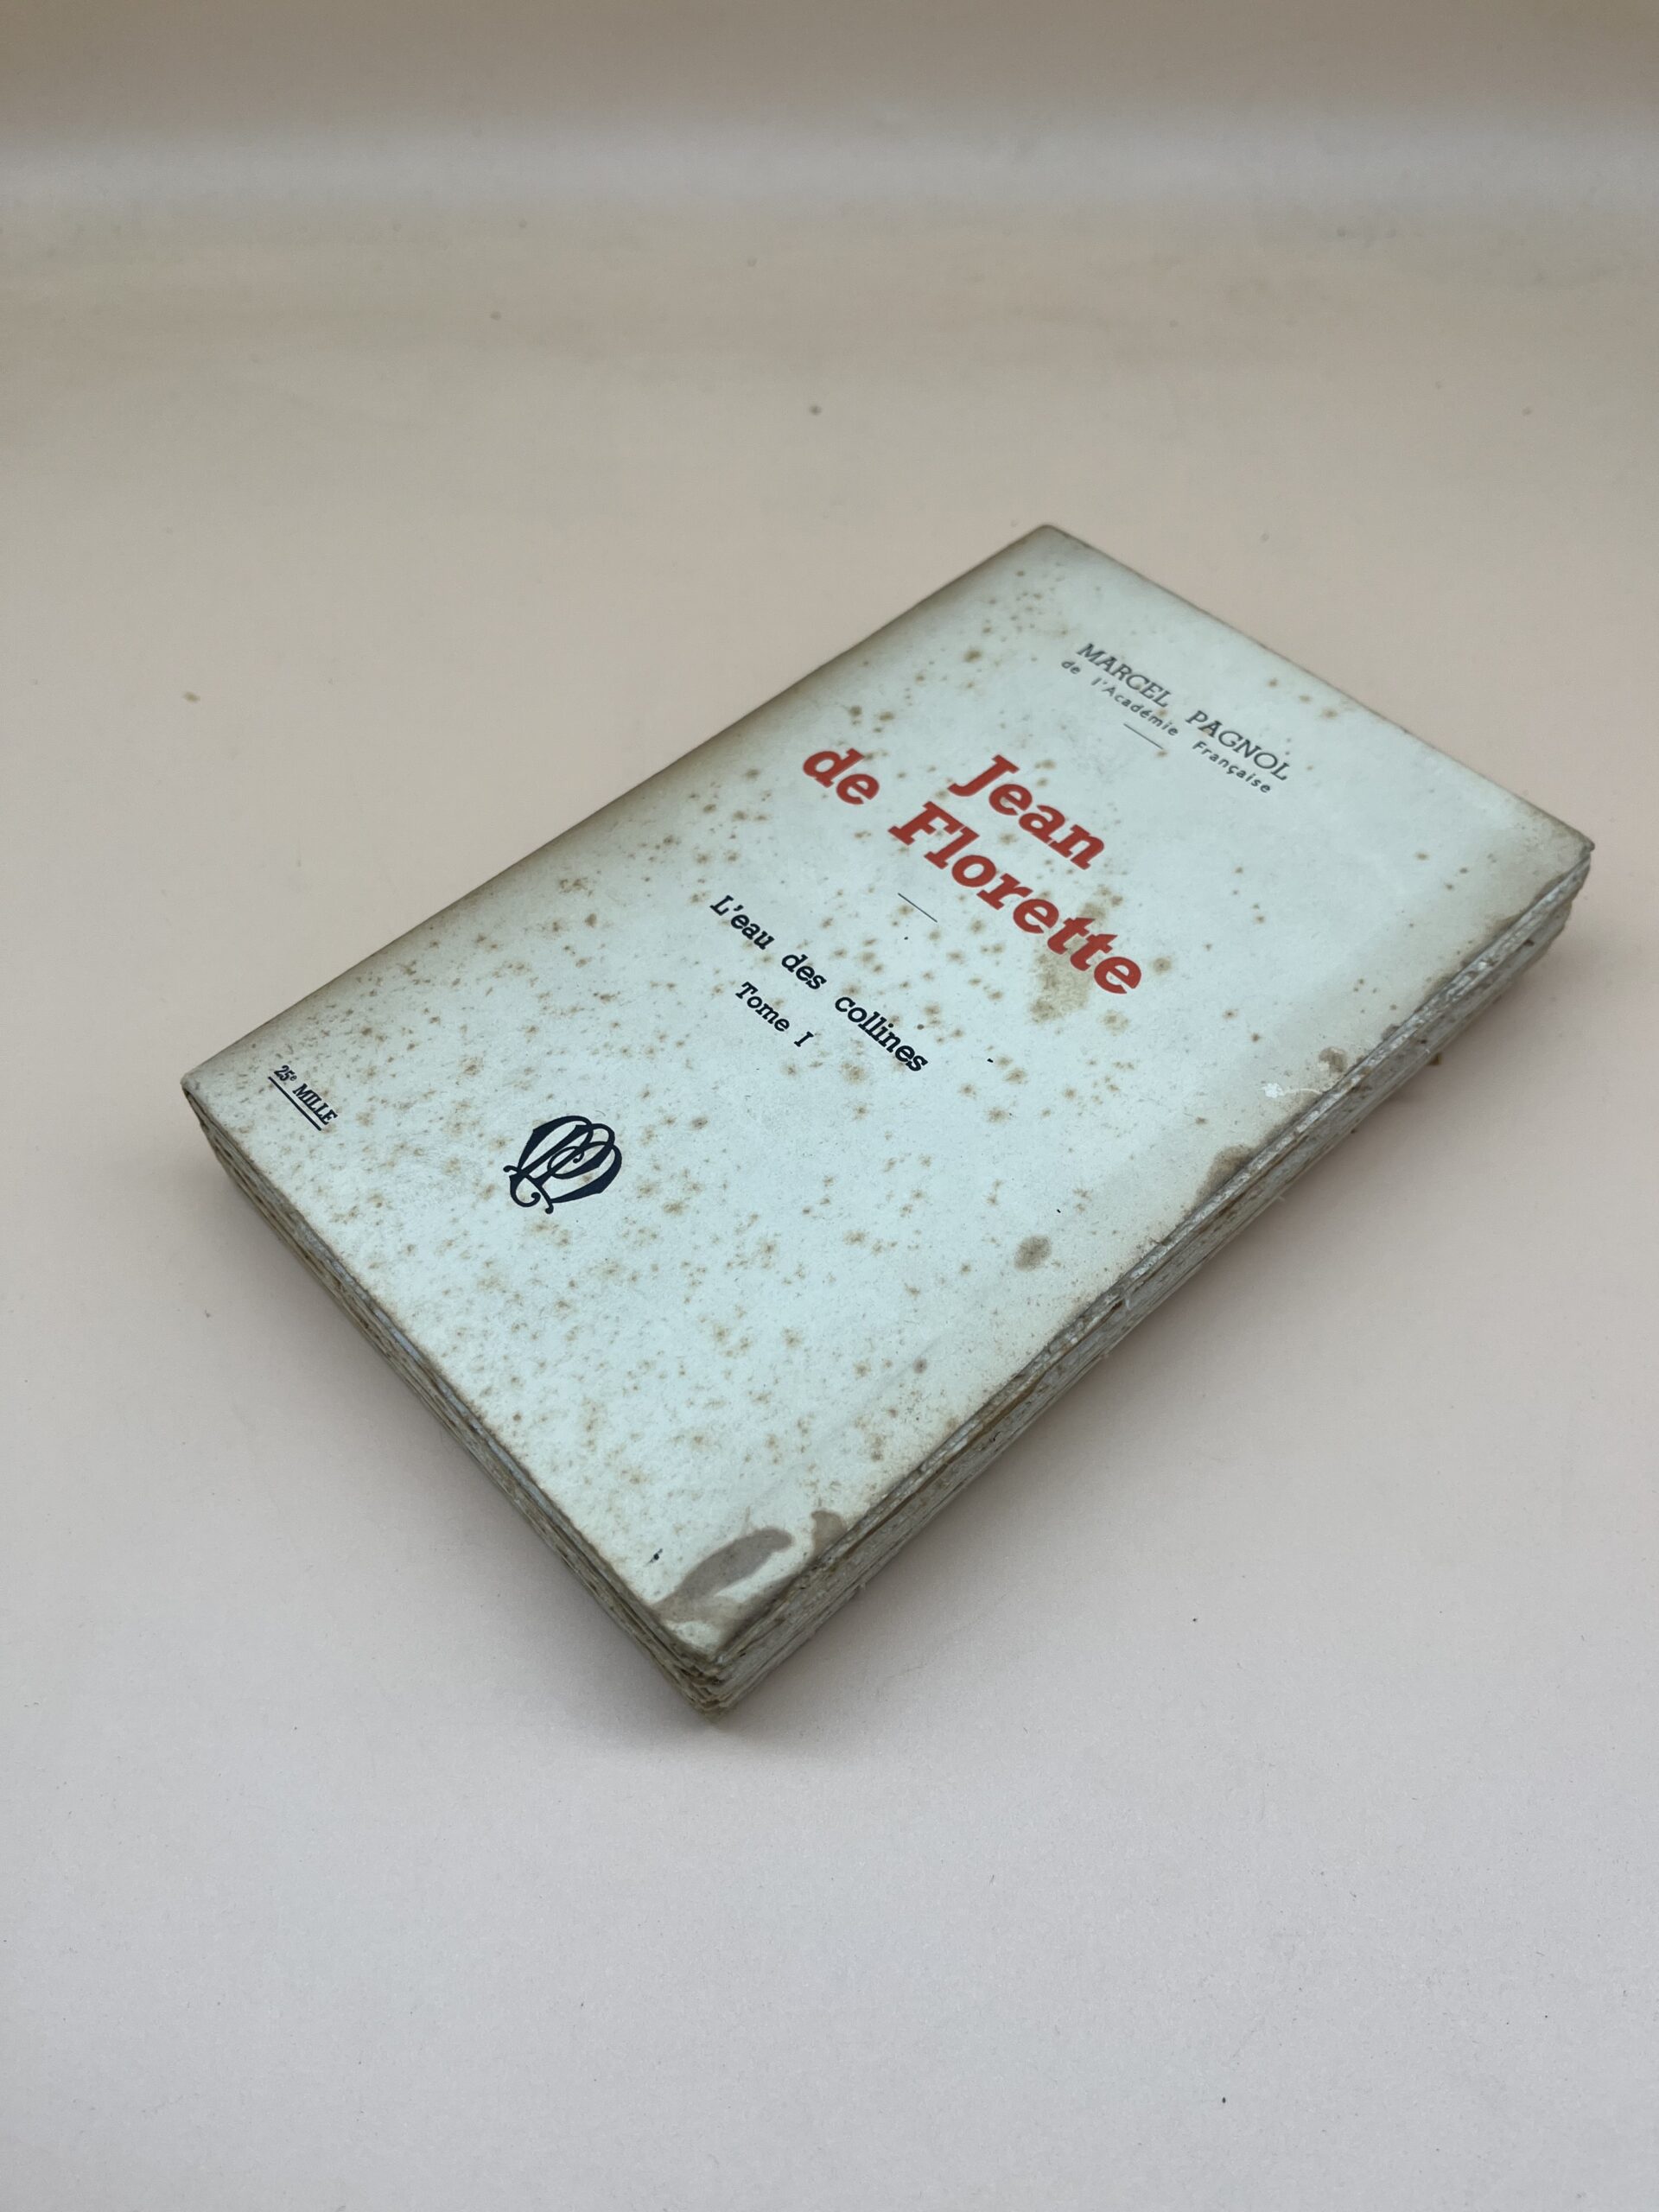 MARCEL PAGNOL
de l'Académie Française
Jean
de Florette
L'eau des collines
Tome I
25e MILLE